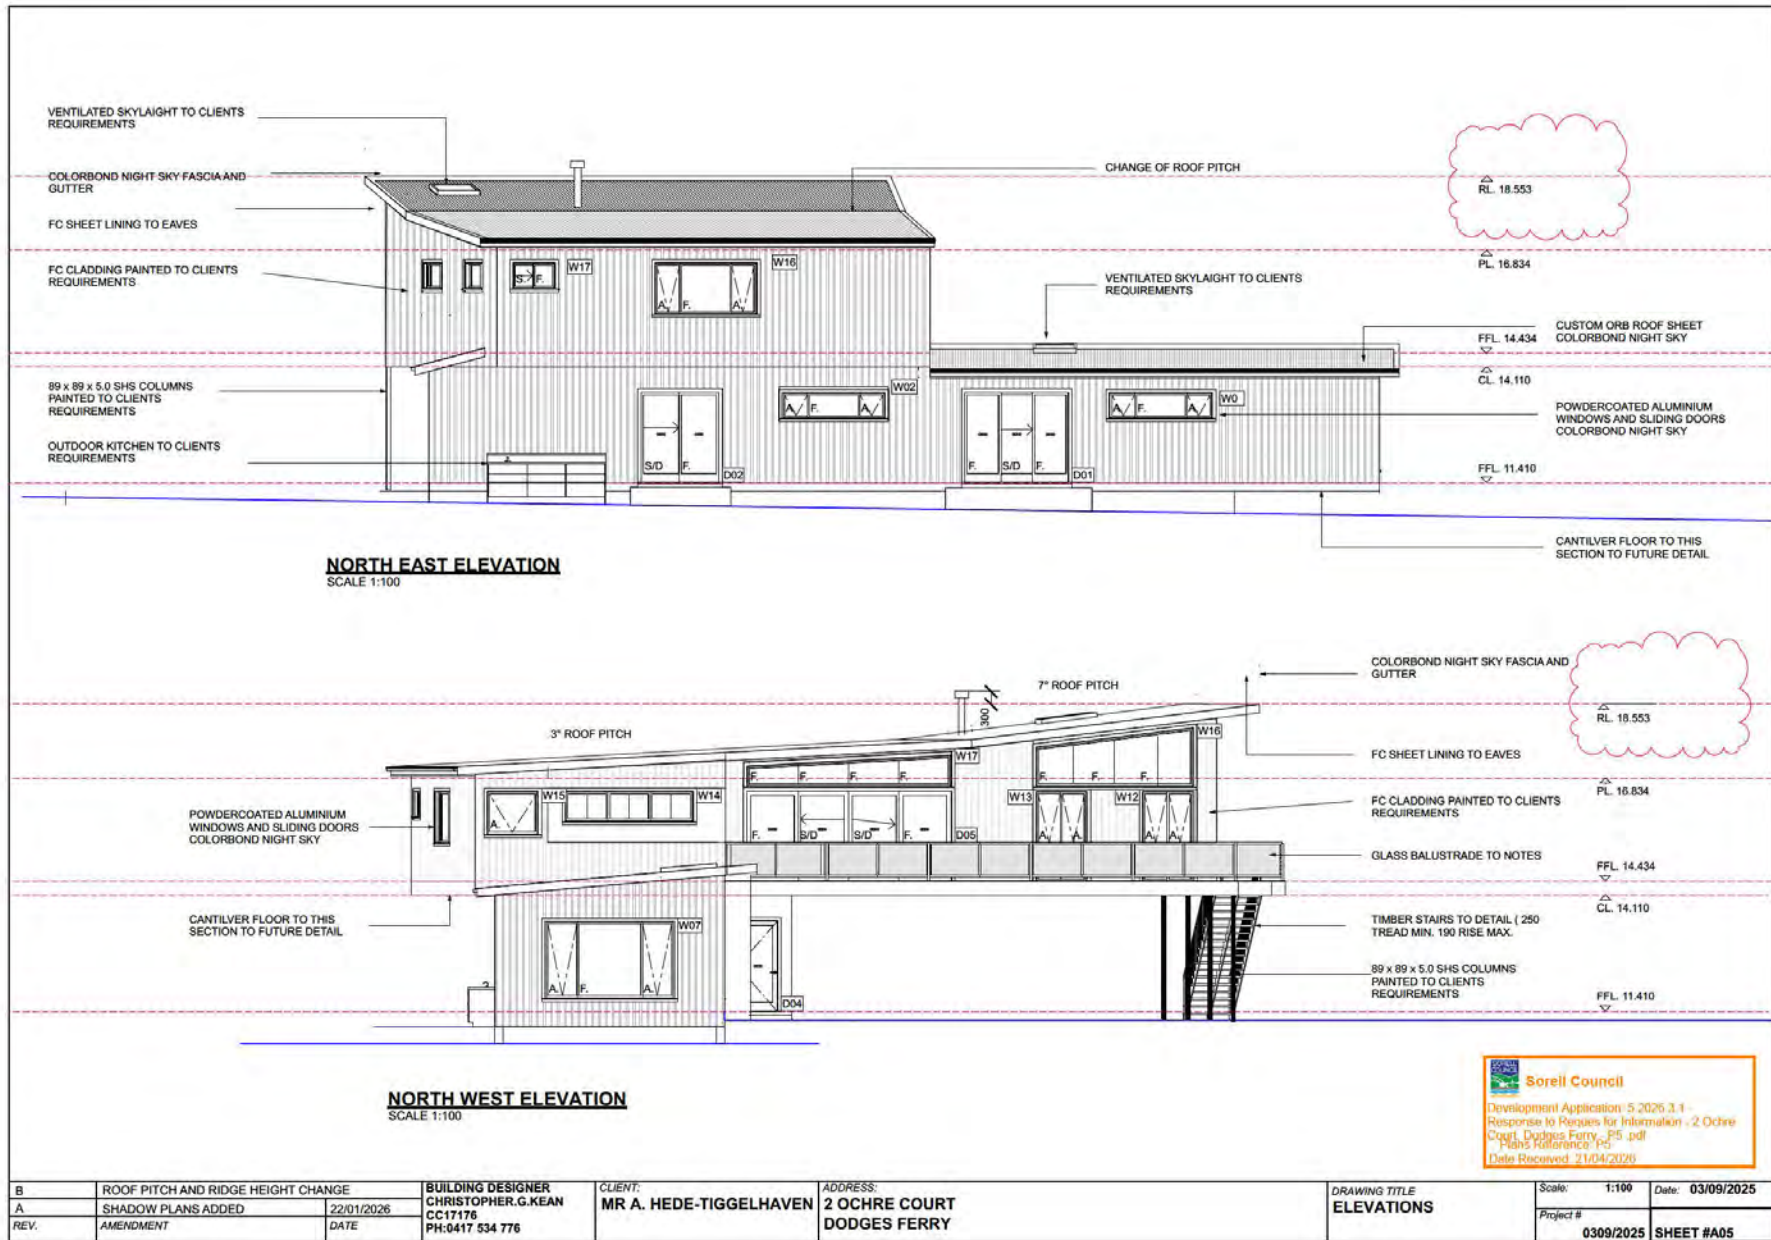 VENTILATED SKYLAIGHT TO CLIENTS
REQUIREMENTS
COLORBOND NIGHT SKY FASCIA AND
GUTTER
FC SHEET LINING TO EAVES
FC CLADDING PAINTED TO CLIENTS
REQUIREMENTS
89 x 89 x 5.0 SHS COLUMNS
PAINTED TO CLIENTS
REQUIREMENTS
OUTDOOR KITCHEN TO CLIENTS
REQUIREMENTS
CHANGE OF ROOF PITCH
VENTILATED SKYLAIGHT TO CLIENTS
REQUIREMENTS
RL. 18.553
PL. 16.834
FFL. 14.434
CL. 14.110
FFL. 11.410
CUSTOM ORB ROOF SHEET
COLORBOND NIGHT SKY
POWDERCOATED ALUMINIUM
WINDOWS AND SLIDING DOORS
COLORBOND NIGHT SKY
CANTILVER FLOOR TO THIS
SECTION TO FUTURE DETAIL
S. F. W17
A. F. A. W16
A. F. A. W02
A. F. A. W0
S/D F. D02
F. S/D F. D01
NORTH EAST ELEVATION
SCALE 1:100
3° ROOF PITCH
7° ROOF PITCH
300
COLORBOND NIGHT SKY FASCIA AND
GUTTER
RL. 18.553
FC SHEET LINING TO EAVES
PL. 16.834
FC CLADDING PAINTED TO CLIENTS
REQUIREMENTS
GLASS BALUSTRADE TO NOTES
FFL. 14.434
CL. 14.110
TIMBER STAIRS TO DETAIL ( 250
TREAD MIN. 190 RISE MAX.
89 x 89 x 5.0 SHS COLUMNS
PAINTED TO CLIENTS
REQUIREMENTS
FFL. 11.410
POWDERCOATED ALUMINIUM
WINDOWS AND SLIDING DOORS
COLORBOND NIGHT SKY
CANTILVER FLOOR TO THIS
SECTION TO FUTURE DETAIL
F. F. F. F. W17
F. F. F. W16
A. W15
W14
F. S/D S/D F. D05
W13 A. A.
W12 A. A.
A. F. A. W07
D04
NORTH WEST ELEVATION
SCALE 1:100
SORELL
COUNCIL
Sorell Council
Development Application: 5.2026.3.1 -
Response to Reques for Information - 2 Ochre
Court, Dodges Ferry - P5 .pdf
Plans Reference: P5
Date Received: 21/04/2026
B ROOF PITCH AND RIDGE HEIGHT CHANGE
A SHADOW PLANS ADDED 22/01/2026
REV. AMENDMENT DATE
BUILDING DESIGNER
CHRISTOPHER.G.KEAN
CC17176
PH:0417 534 776
CLIENT:
MR A. HEDE-TIGGELHAVEN
ADDRESS:
2 OCHRE COURT
DODGES FERRY
DRAWING TITLE
ELEVATIONS
Scale: 1:100
Date: 03/09/2025
Project #
0309/2025
SHEET #A05